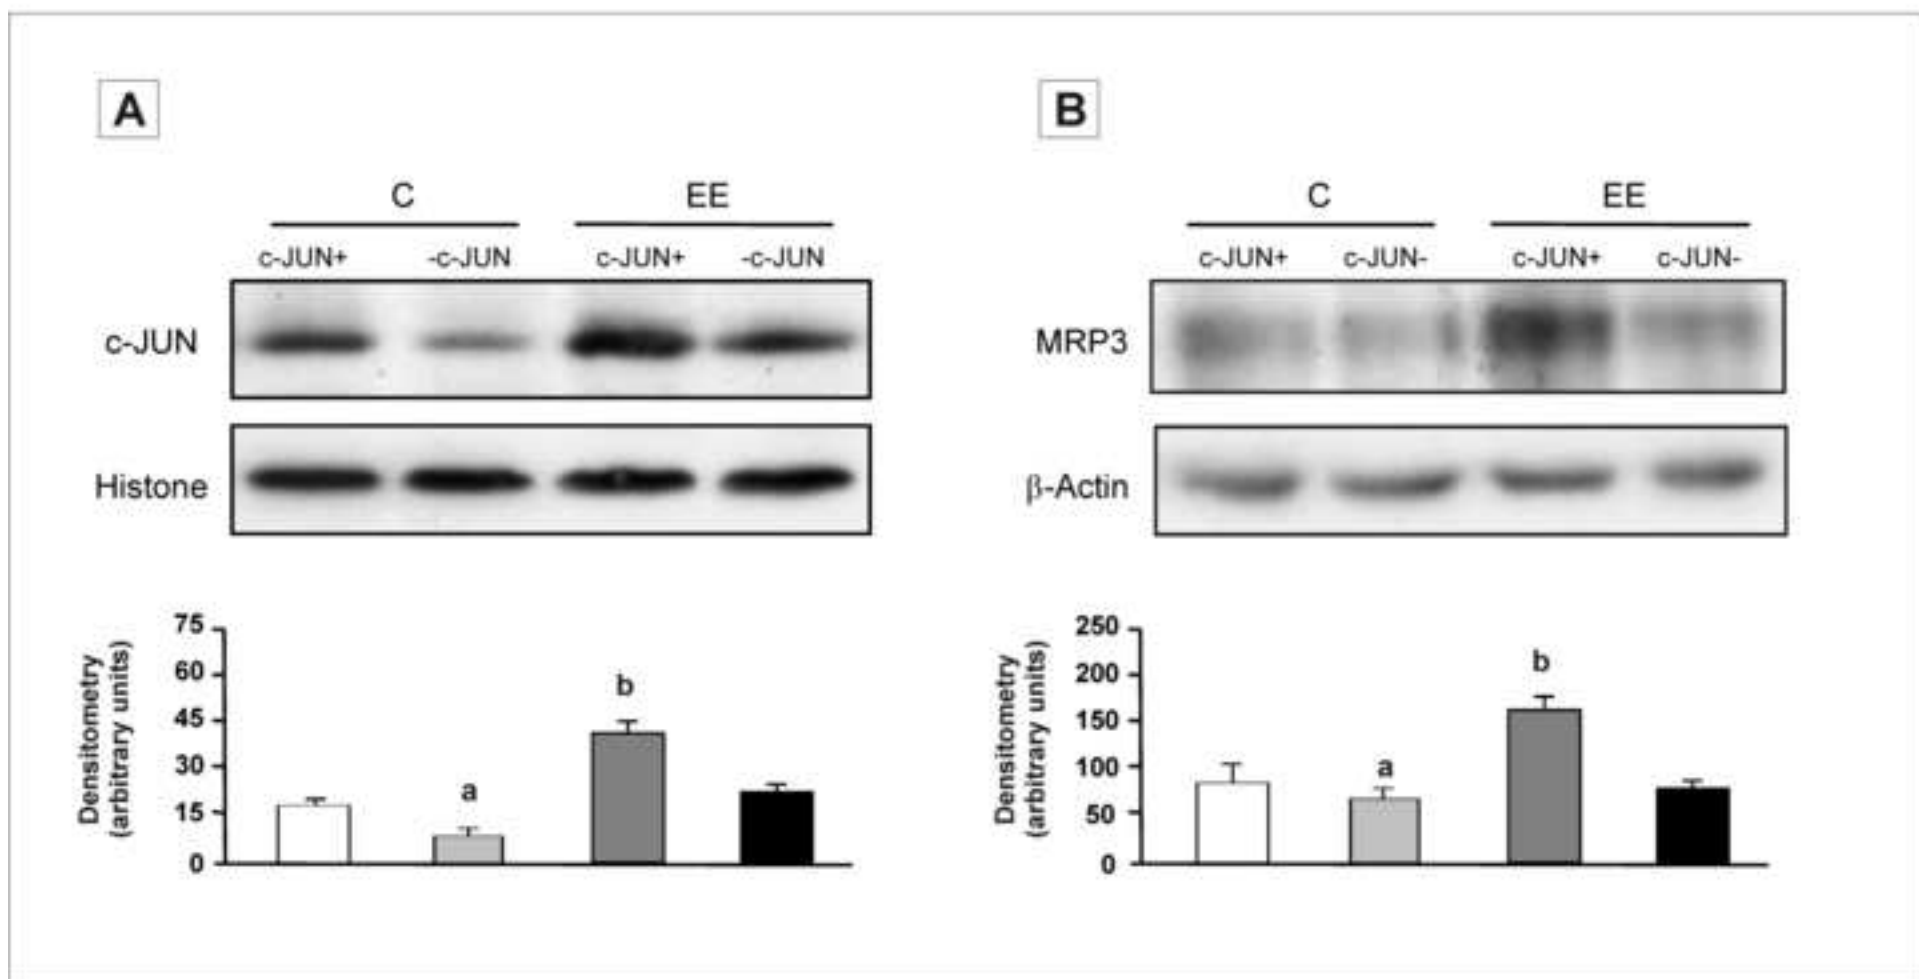 A
C EE
c-JUN+ -c-JUN c-JUN+ -c-JUN
c-JUN
Histone
Densitometry
(arbitrary units)
75
60
45
30
15
0
a
b
B
C EE
c-JUN+ c-JUN- c-JUN+ c-JUN-
MRP3
β-Actin
Densitometry
(arbitrary units)
250
200
150
100
50
0
a
b